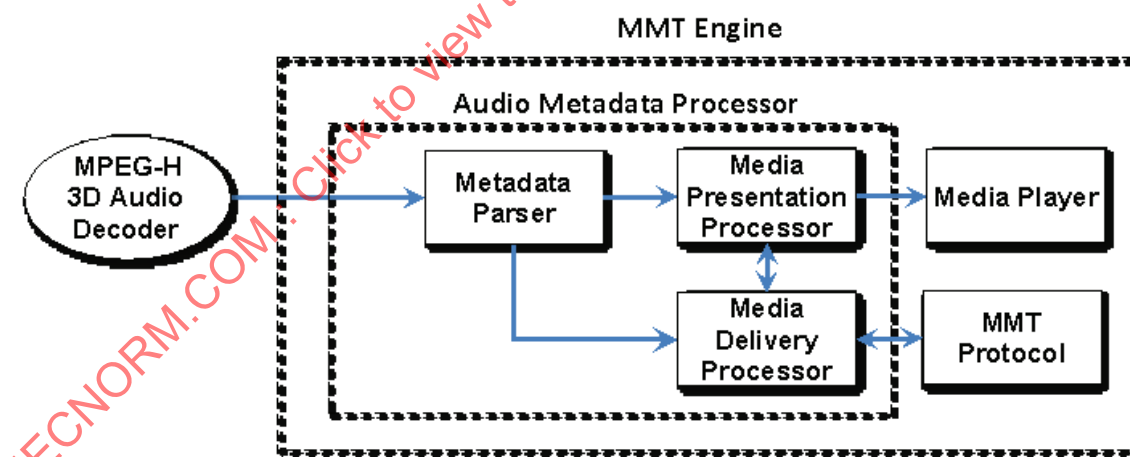 MMT Engine
Audio Metadata Processor
MPEG-H
3D Audio
Decoder
Metadata
Parser
Media
Presentation
Processor
Media Player
Media
Delivery
Processor
MMT
Protocol
ECNORM.COM : Click to view t